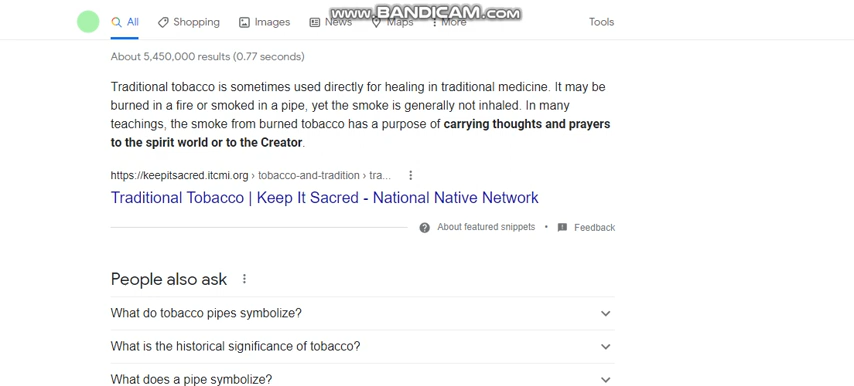 www.BANDICAM.com
All Shopping Images News Maps More Tools
About 5,450,000 results (0.77 seconds)
Traditional tobacco is sometimes used directly for healing in traditional medicine. It may be
burned in a fire or smoked in a pipe, yet the smoke is generally not inhaled. In many
teachings, the smoke from burned tobacco has a purpose of carrying thoughts and prayers
to the spirit world or to the Creator.
https://keepitsacred.itcmi.org › tobacco-and-tradition › tra...
Traditional Tobacco | Keep It Sacred - National Native Network
About featured snippets • Feedback
People also ask
What do tobacco pipes symbolize?
What is the historical significance of tobacco?
What does a pipe symbolize?